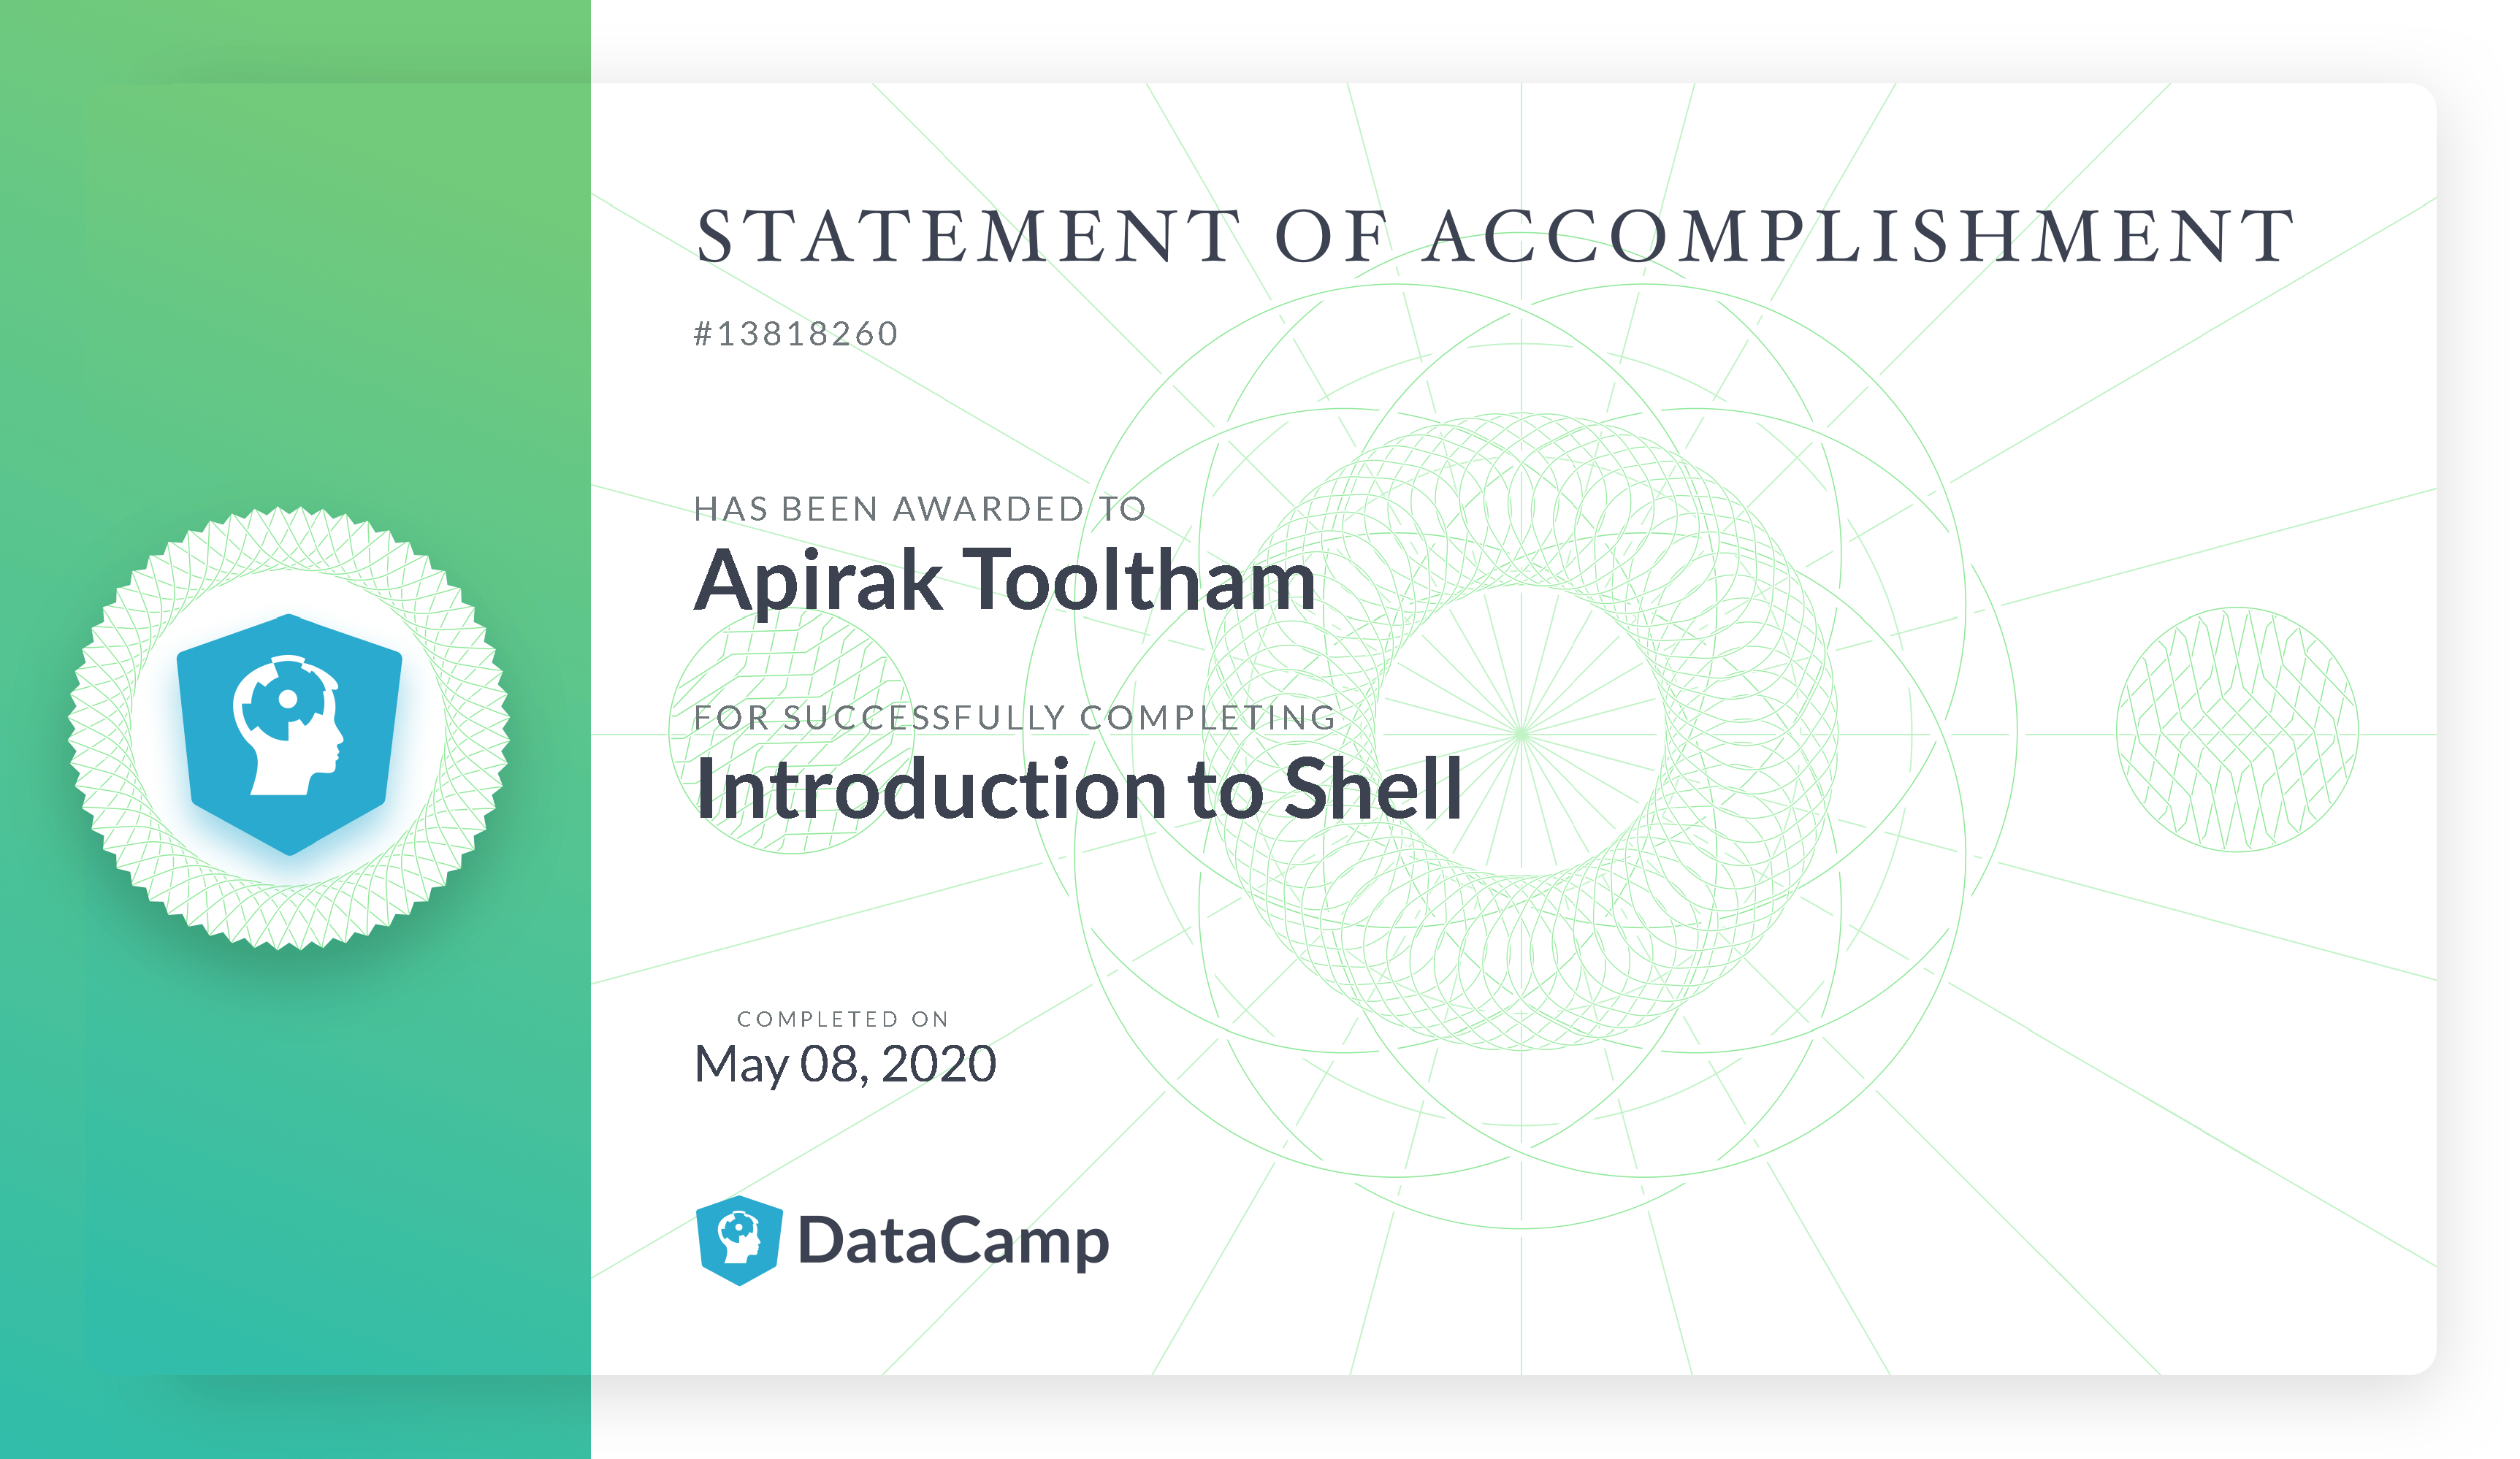 STATEMENT OF ACCOMPLISHMENT
#13818260
HAS BEEN AWARDED TO
Apirak Tooltham
FOR SUCCESSFULLY COMPLETING
Introduction to Shell
COMPLETED ON
May 08, 2020
DataCamp